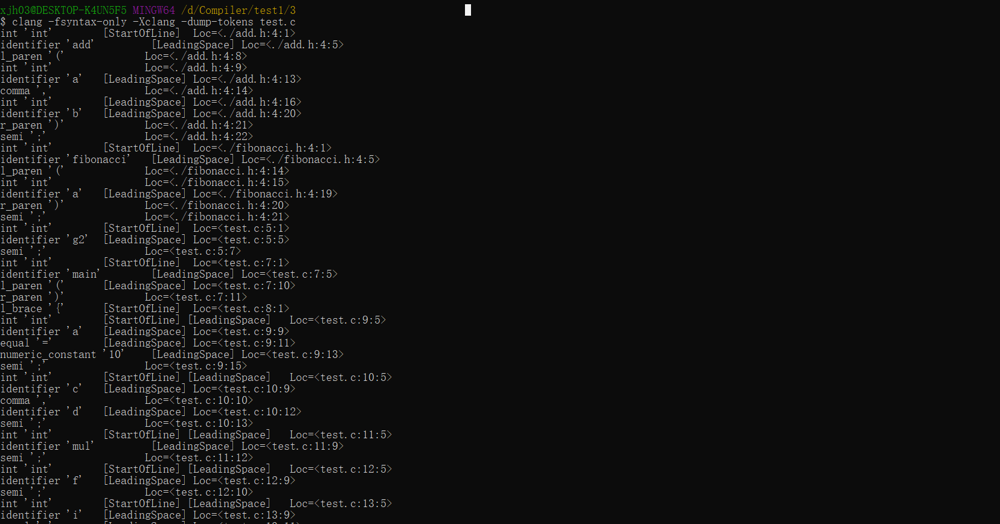 xjh03@DESKTOP-K4UN5F5 MINGW64 /d/Compiler/test1/3
$ clang -fsyntax-only -Xclang -dump-tokens test.c
int 'int' [StartOfLine] Loc=<./add.h:4:1>
identifier 'add' [LeadingSpace] Loc=<./add.h:4:5>
l_paren '(' Loc=<./add.h:4:8>
int 'int' Loc=<./add.h:4:9>
identifier 'a' [LeadingSpace] Loc=<./add.h:4:13>
comma ',' Loc=<./add.h:4:14>
int 'int' [LeadingSpace] Loc=<./add.h:4:16>
identifier 'b' [LeadingSpace] Loc=<./add.h:4:20>
r_paren ')' Loc=<./add.h:4:21>
semi ';' Loc=<./add.h:4:22>
int 'int' [StartOfLine] Loc=<./fibonacci.h:4:1>
identifier 'fibonacci' [LeadingSpace] Loc=<./fibonacci.h:4:5>
l_paren '(' Loc=<./fibonacci.h:4:14>
int 'int' Loc=<./fibonacci.h:4:15>
identifier 'a' [LeadingSpace] Loc=<./fibonacci.h:4:19>
r_paren ')' Loc=<./fibonacci.h:4:20>
semi ';' Loc=<./fibonacci.h:4:21>
int 'int' [StartOfLine] Loc=<test.c:5:1>
identifier 'g2' [LeadingSpace] Loc=<test.c:5:5>
semi ';' Loc=<test.c:5:7>
int 'int' [StartOfLine] Loc=<test.c:7:1>
identifier 'main' [LeadingSpace] Loc=<test.c:7:5>
l_paren '(' [LeadingSpace] Loc=<test.c:7:10>
r_paren ')' Loc=<test.c:7:11>
l_brace '{' [StartOfLine] Loc=<test.c:8:1>
int 'int' [StartOfLine] [LeadingSpace] Loc=<test.c:9:5>
identifier 'a' [LeadingSpace] Loc=<test.c:9:9>
equal '=' [LeadingSpace] Loc=<test.c:9:11>
numeric_constant '10' [LeadingSpace] Loc=<test.c:9:13>
semi ';' Loc=<test.c:9:15>
int 'int' [StartOfLine] [LeadingSpace] Loc=<test.c:10:5>
identifier 'c' [LeadingSpace] Loc=<test.c:10:9>
comma ',' Loc=<test.c:10:10>
identifier 'd' [LeadingSpace] Loc=<test.c:10:12>
semi ';' Loc=<test.c:10:13>
int 'int' [StartOfLine] [LeadingSpace] Loc=<test.c:11:5>
identifier 'mul' [LeadingSpace] Loc=<test.c:11:9>
semi ';' Loc=<test.c:11:12>
int 'int' [StartOfLine] [LeadingSpace] Loc=<test.c:12:5>
identifier 'f' [LeadingSpace] Loc=<test.c:12:9>
semi ';' Loc=<test.c:12:10>
int 'int' [StartOfLine] [LeadingSpace] Loc=<test.c:13:5>
identifier 'i' [LeadingSpace] Loc=<test.c:13:9>